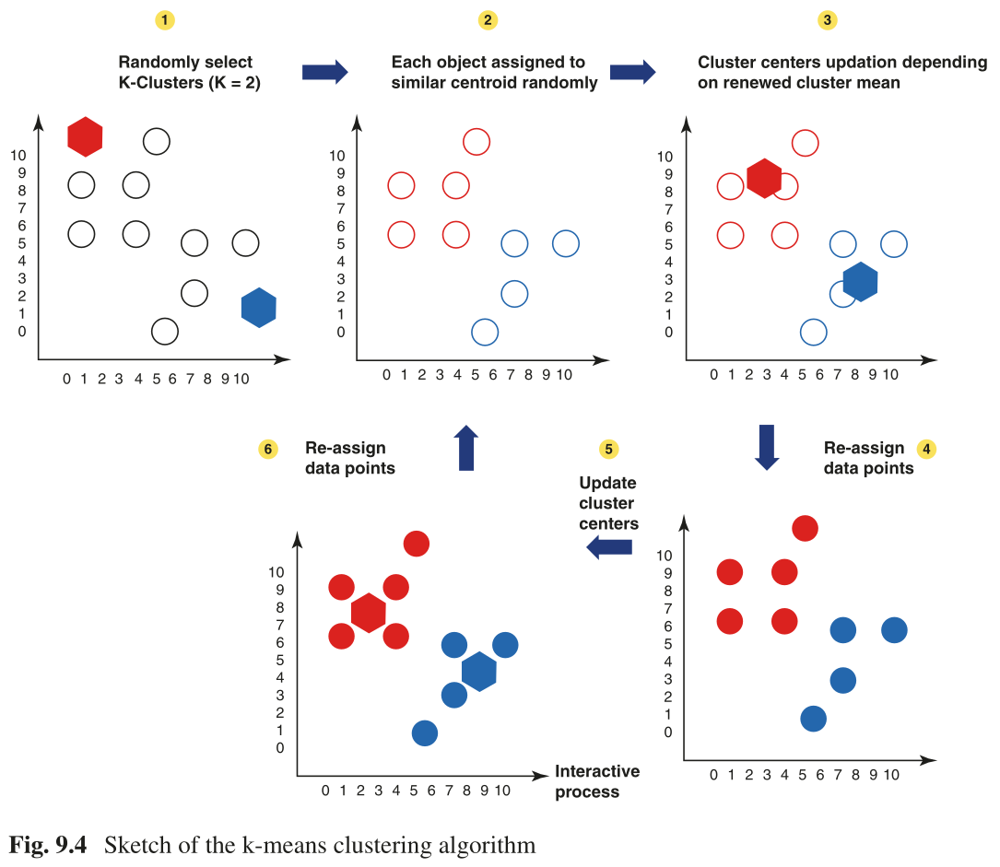 1
Randomly select
K-Clusters (K = 2)
2
Each object assigned to
similar centroid randomly
3
Cluster centers updation depending
on renewed cluster mean
10
9
8
7
6
5
4
3
2
1
0
0 1 2 3 4 5 6 7 8 9 10
10
9
8
7
6
5
4
3
2
1
0
0 1 2 3 4 5 6 7 8 9 10
10
9
8
7
6
5
4
3
2
1
0
0 1 2 3 4 5 6 7 8 9 10
Re-assign
data points
4
10
9
8
7
6
5
4
3
2
1
0
0 1 2 3 4 5 6 7 8 9 10
5
Update
cluster
centers
6
Re-assign
data points
10
9
8
7
6
5
4
3
2
1
0
0 1 2 3 4 5 6 7 8 9 10
Interactive
process
Fig. 9.4 Sketch of the k-means clustering algorithm